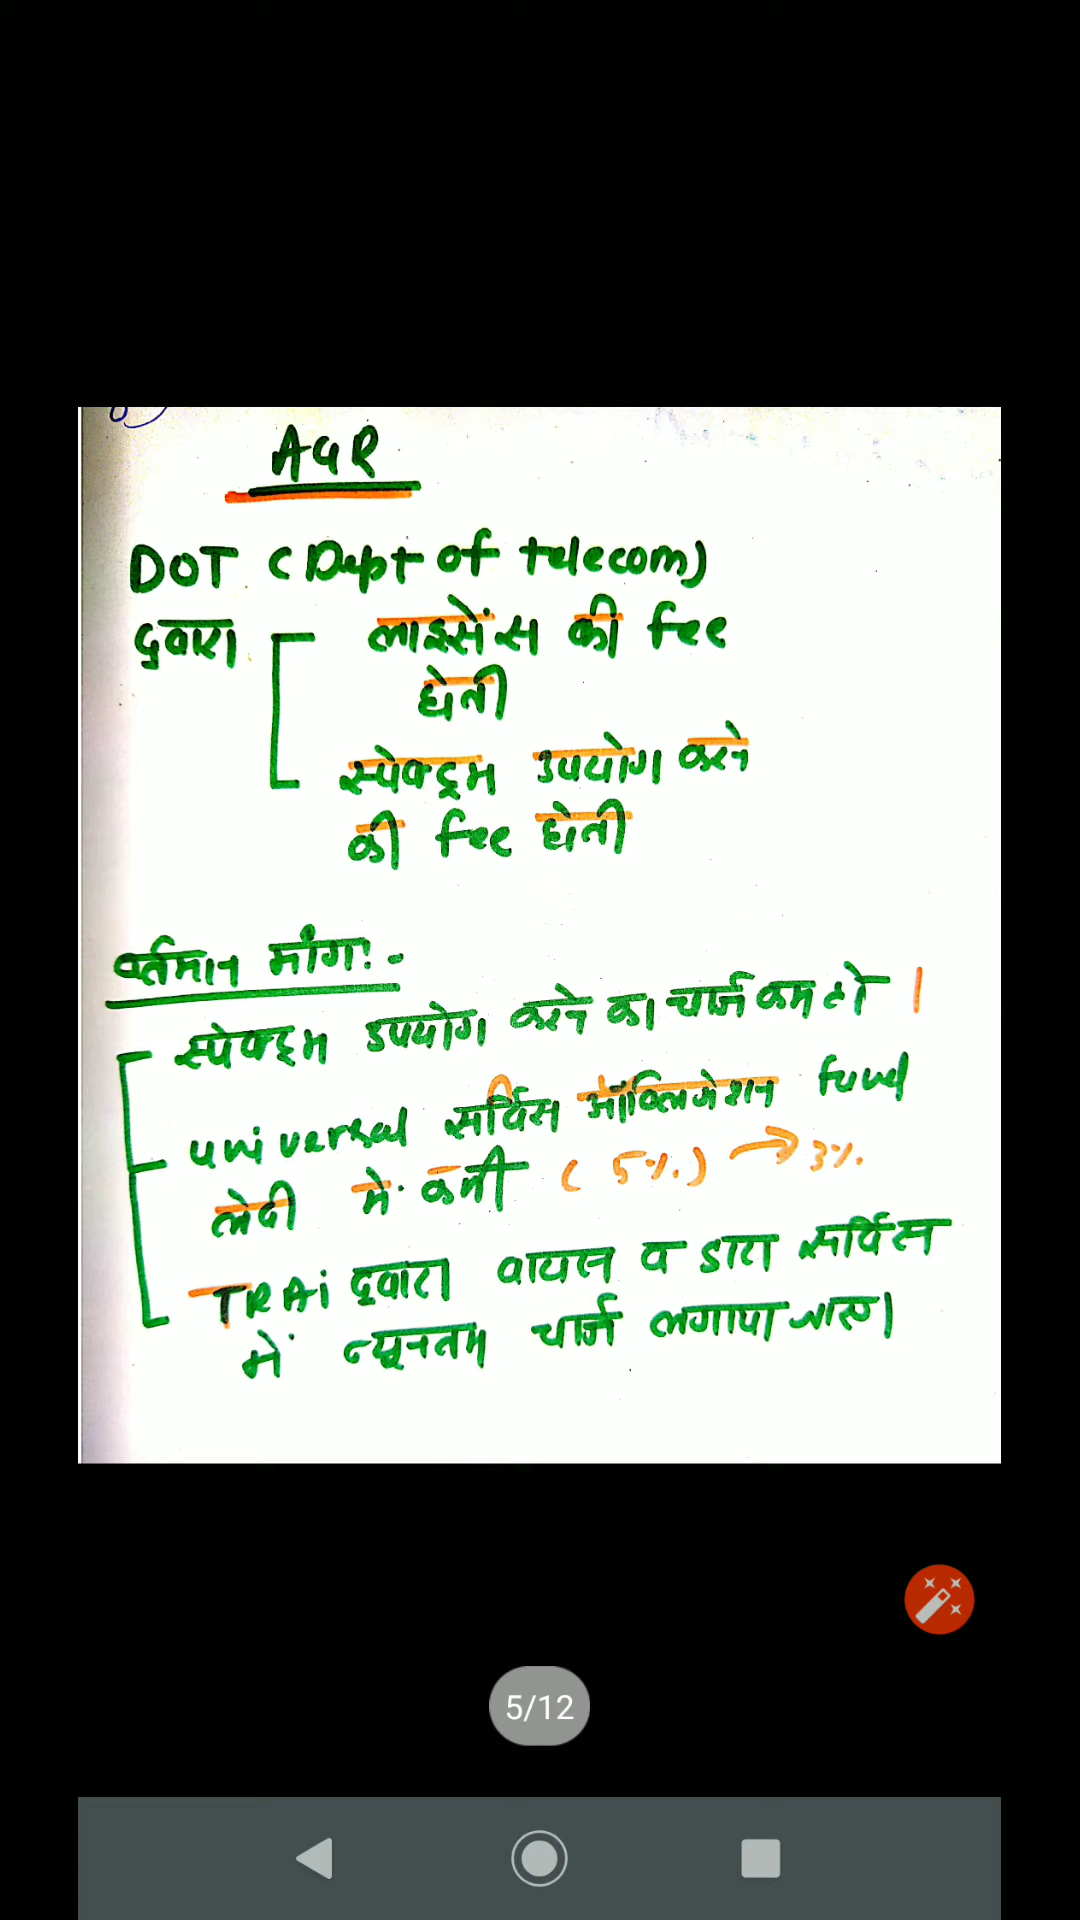 AGR
DOT (Dept of telecom)
द्वारा लाइसेंस की fee
होती
स्पेक्ट्रम उपयोग करने
की fee होती
वर्तमान मांग:-
स्पेक्ट्रम उपयोग करने का चार्ज कम हो ।
universal सर्विस ऑब्लिगेशन fund
लेवी में कमी (5%) → 3%.
TRAi द्वारा वायस व डाटा सर्विस
में न्यूनतम चार्ज लगाया जाए।
5/12